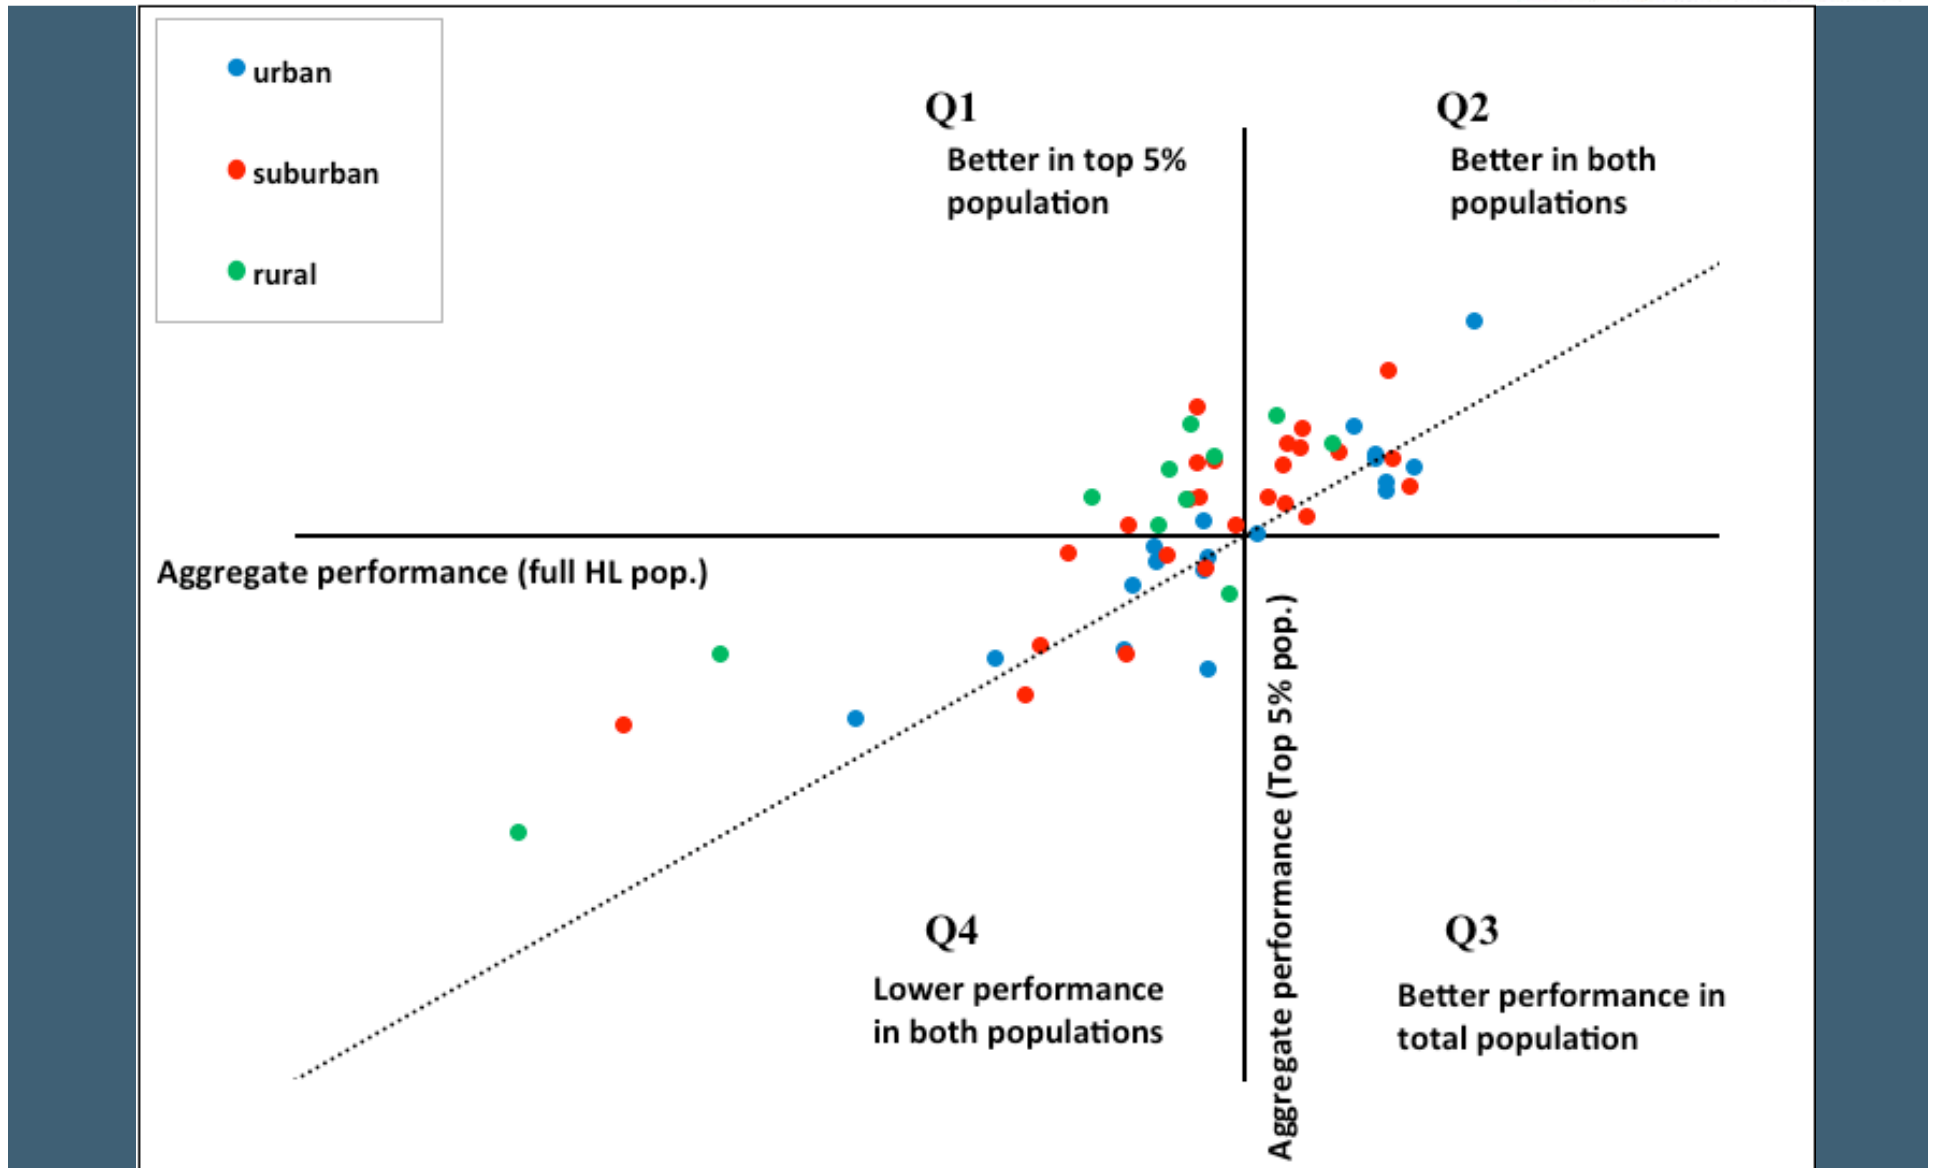 urban
suburban
rural
Q1
Better in top 5%
population
Q2
Better in both
populations
Aggregate performance (full HL pop.)
Aggregate performance (Top 5% pop.)
Q4
Lower performance
in both populations
Q3
Better performance in
total population